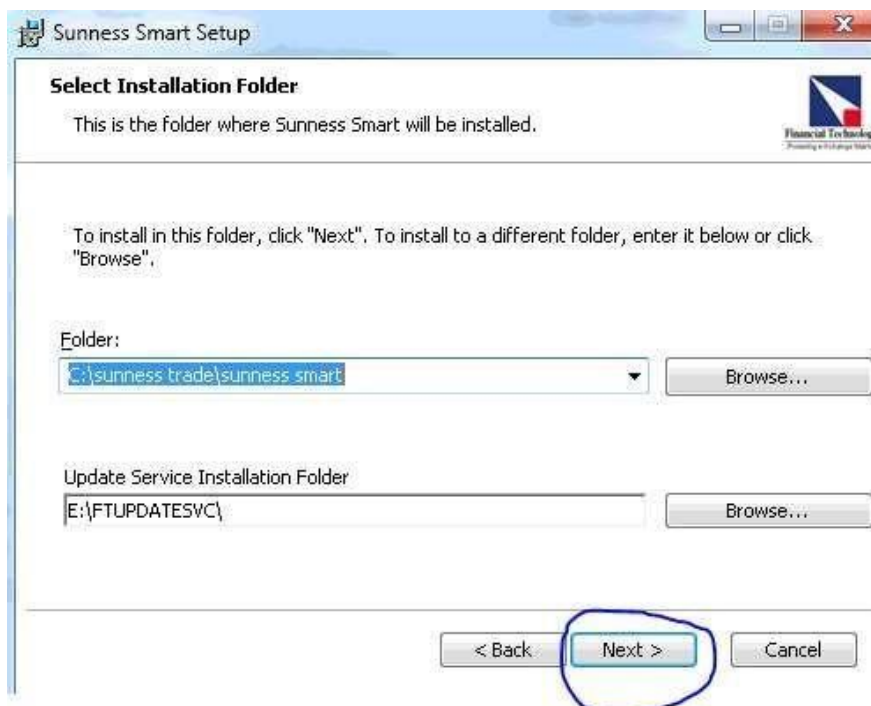 Sunness Smart Setup
Select Installation Folder
This is the folder where Sunness Smart will be installed.
Financial Technolog
To install in this folder, click "Next". To install to a different folder, enter it below or click
"Browse".
Folder:
C:\sunness trade\sunness smart
Browse...
Update Service Installation Folder
E:\FTUPDATESVC\
Browse...
< Back
Next >
Cancel